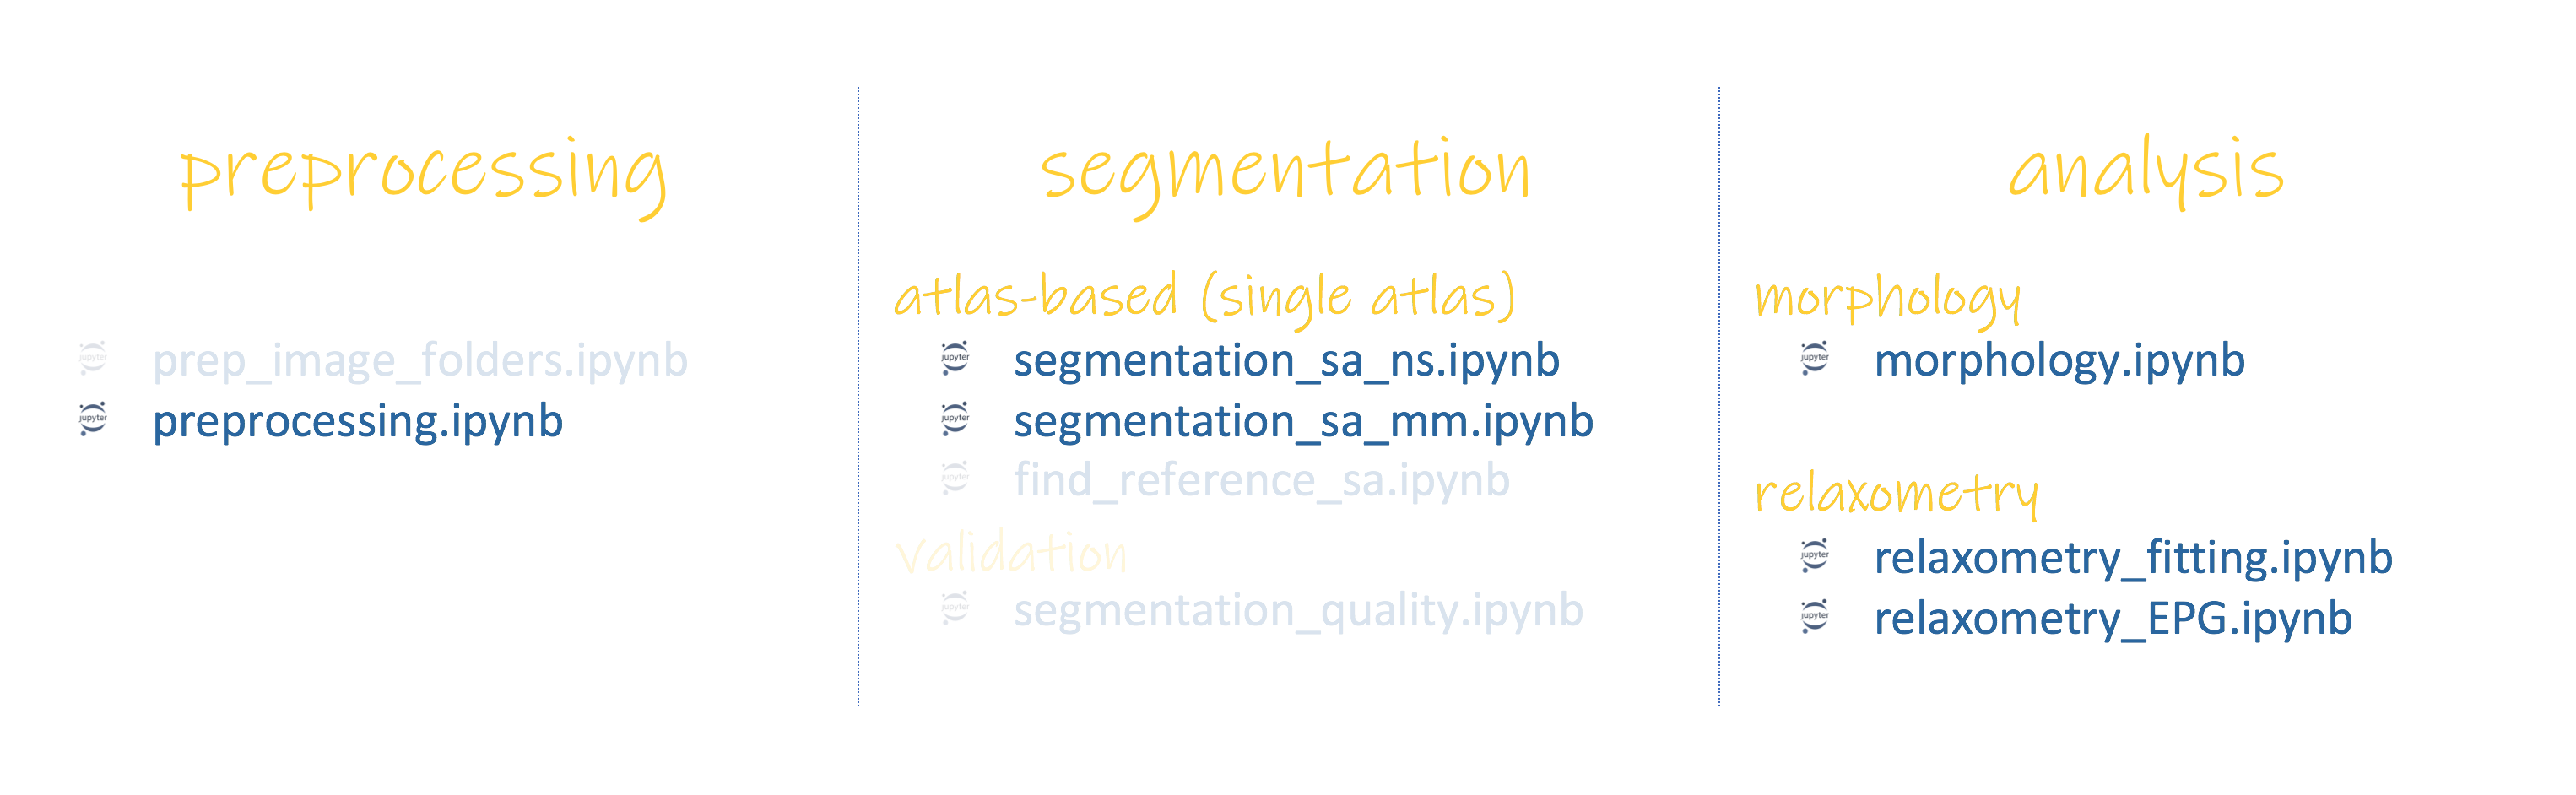 preprocessing
jupyter prep_image_folders.ipynb
jupyter preprocessing.ipynb
segmentation
atlas-based (single atlas)
jupyter segmentation_sa_ns.ipynb
jupyter segmentation_sa_mm.ipynb
jupyter find_reference_sa.ipynb
validation
jupyter segmentation_quality.ipynb
analysis
morphology
jupyter morphology.ipynb
relaxometry
jupyter relaxometry_fitting.ipynb
jupyter relaxometry_EPG.ipynb